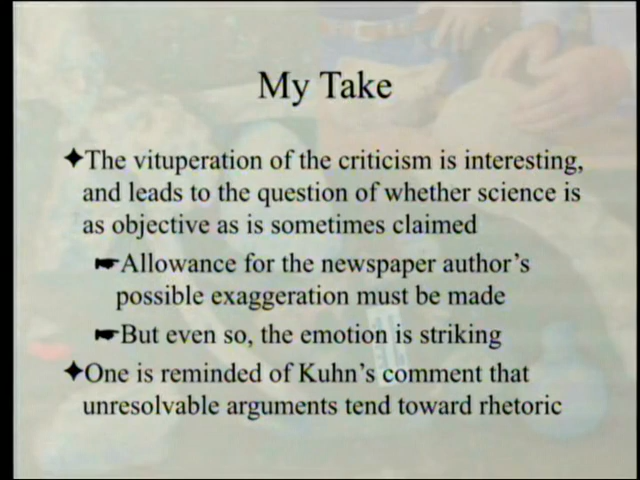 My Take
✦The vituperation of the criticism is interesting,
and leads to the question of whether science is
as objective as is sometimes claimed
☛Allowance for the newspaper author's
possible exaggeration must be made
☛But even so, the emotion is striking
✦One is reminded of Kuhn's comment that
unresolvable arguments tend toward rhetoric